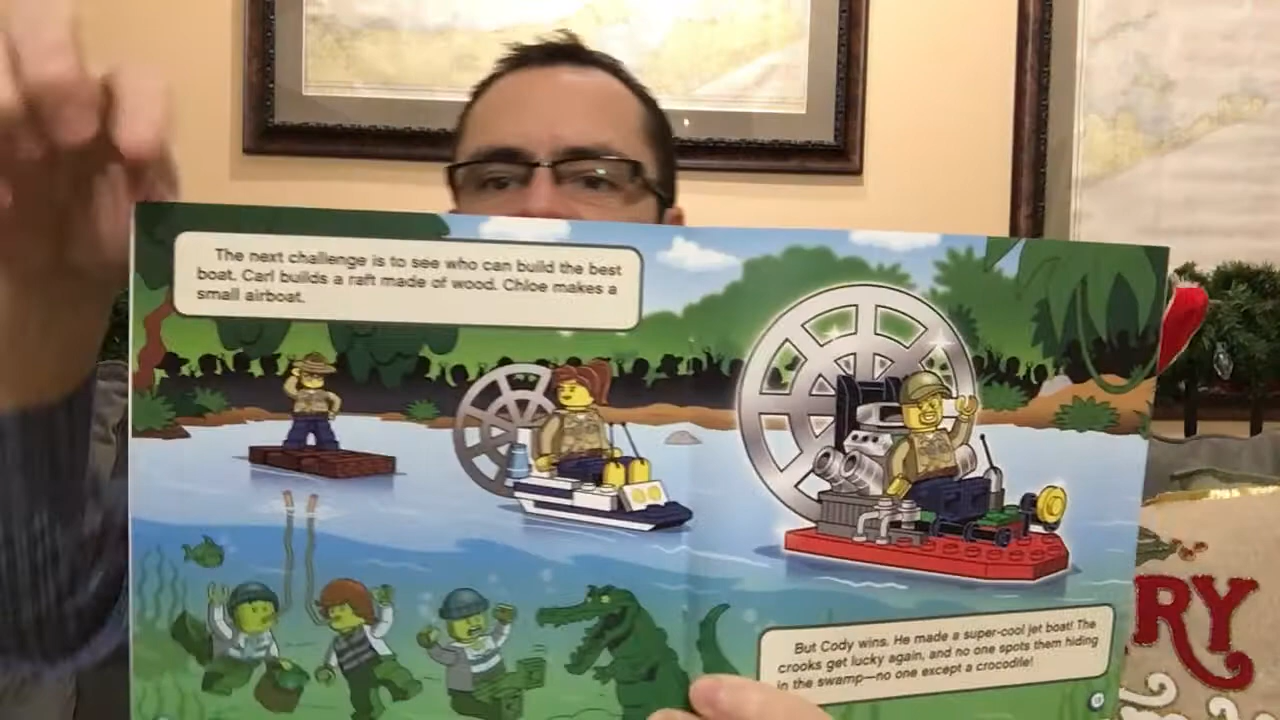 The next challenge is to see who can build the best
boat. Carl builds a raft made of wood. Chloe makes a
small airboat.
But Cody wins. He made a super-cool jet boat! The
crooks get lucky again, and no one spots them hiding
in the swamp—no one except a crocodile!
RY